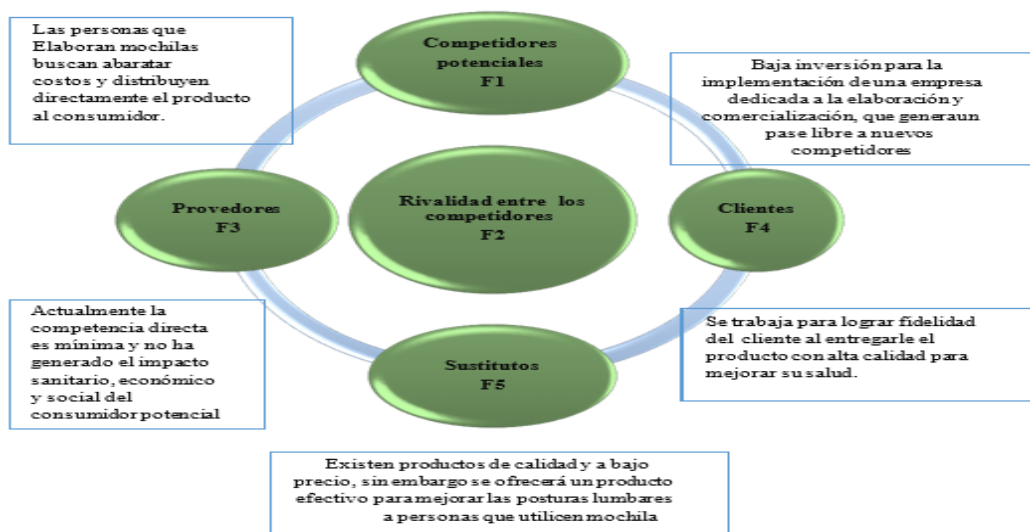 Las personas que
Elaboran mochilas
buscan abaratar
costos y distribuyen
directamente el producto
al consumidor.
Competidores
potenciales
F1
Baja inversión para la
implementación de una empresa
dedicada a la elaboración y
comercialización, que generaun
pase libre a nuevos
competidores
Provedores
F3
Rivalidad entre los
competidores
F2
Clientes
F4
Actualmente la
competencia directa
es mínima y no ha
generado el impacto
sanitario, económico
y social del
consumidor potencial
Sustitutos
F5
Se trabaja para lograr fidelidad
del cliente al entregarle el
producto con alta calidad para
mejorar su salud.
Existen productos de calidad y a bajo
precio, sin embargo se ofrecerá un producto
efectivo para mejorar las posturas lumbares
a personas que utilicen mochila